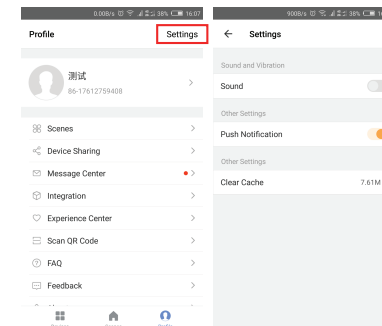 0.00B/s 38% 16:07
Profile
Settings
测试
86-17612759408
Scenes
Device Sharing
Message Center
Integration
Experience Center
Scan QR Code
FAQ
Feedback
Profile
900B/s 38%
Settings
Sound and Vibration
Sound
Other Settings
Push Notification
Other Settings
Clear Cache
7.61M